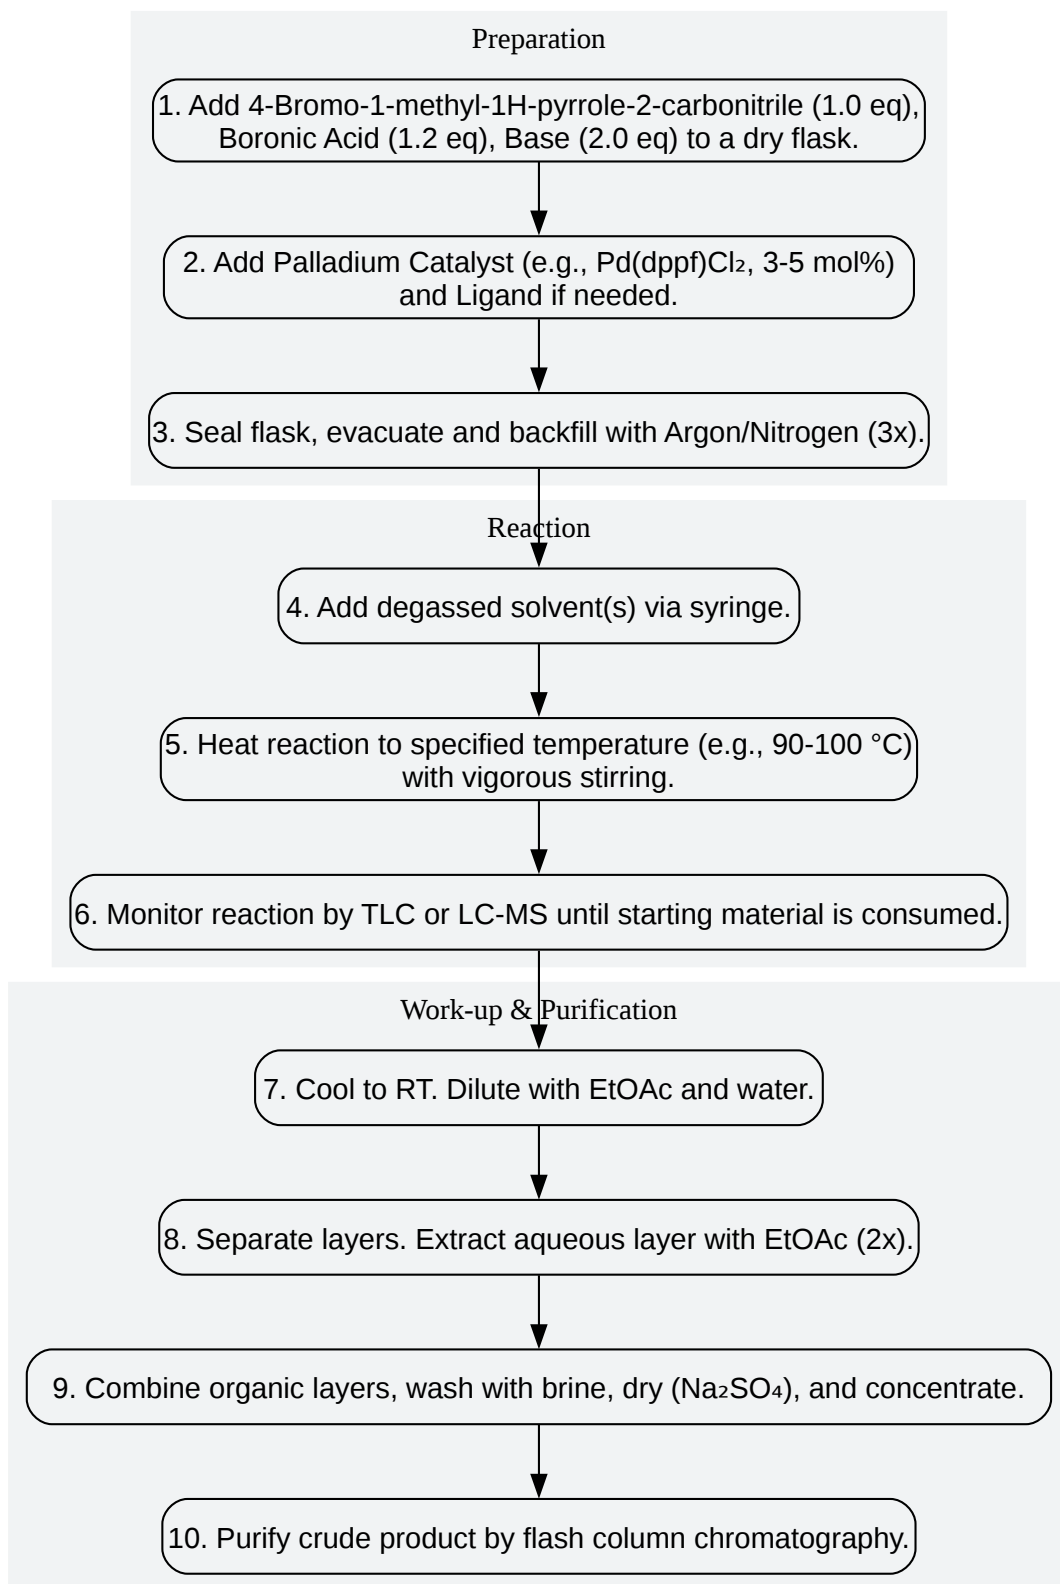 Preparation
1. Add 4-Bromo-1-methyl-1H-pyrrole-2-carbonitrile (1.0 eq),
Boronic Acid (1.2 eq), Base (2.0 eq) to a dry flask.
2. Add Palladium Catalyst (e.g., Pd(dppf)Cl₂, 3-5 mol%)
and Ligand if needed.
3. Seal flask, evacuate and backfill with Argon/Nitrogen (3x).
Reaction
4. Add degassed solvent(s) via syringe.
5. Heat reaction to specified temperature (e.g., 90-100 °C)
with vigorous stirring.
6. Monitor reaction by TLC or LC-MS until starting material is consumed.
Work-up & Purification
7. Cool to RT. Dilute with EtOAc and water.
8. Separate layers. Extract aqueous layer with EtOAc (2x).
9. Combine organic layers, wash with brine, dry (Na₂SO₄), and concentrate.
10. Purify crude product by flash column chromatography.